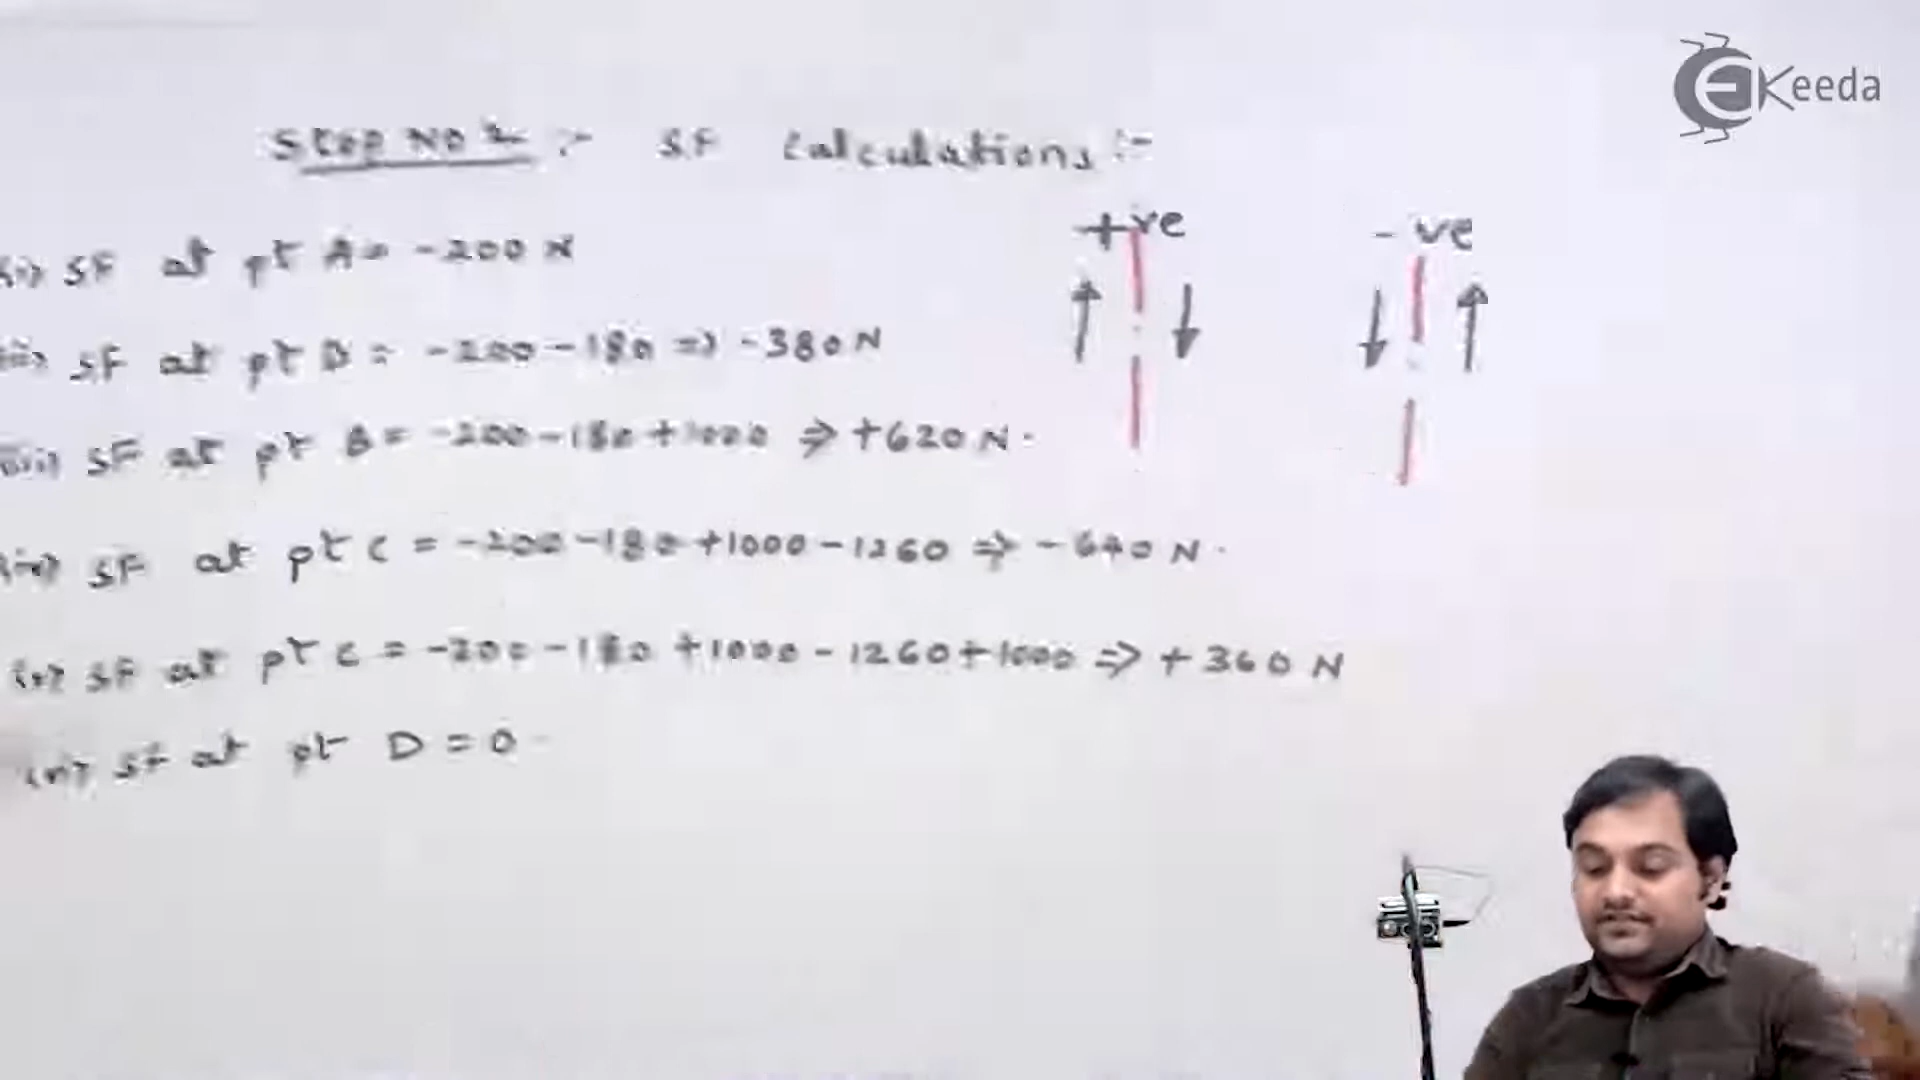 EKeeda
Step No 2 :- SF Calculations :-
(i) SF at pt A = -200 N
+ve
-ve
(ii) SF at pt B = -200-180 => -380 N
(iii) SF at pt B = -200-180+1000 => +620 N.
(iv) SF at pt C = -200-180+1000-1260 => -640 N.
(v) SF at pt C = -200-180+1000-1260+1000 => +360 N
(vi) SF at pt D = 0